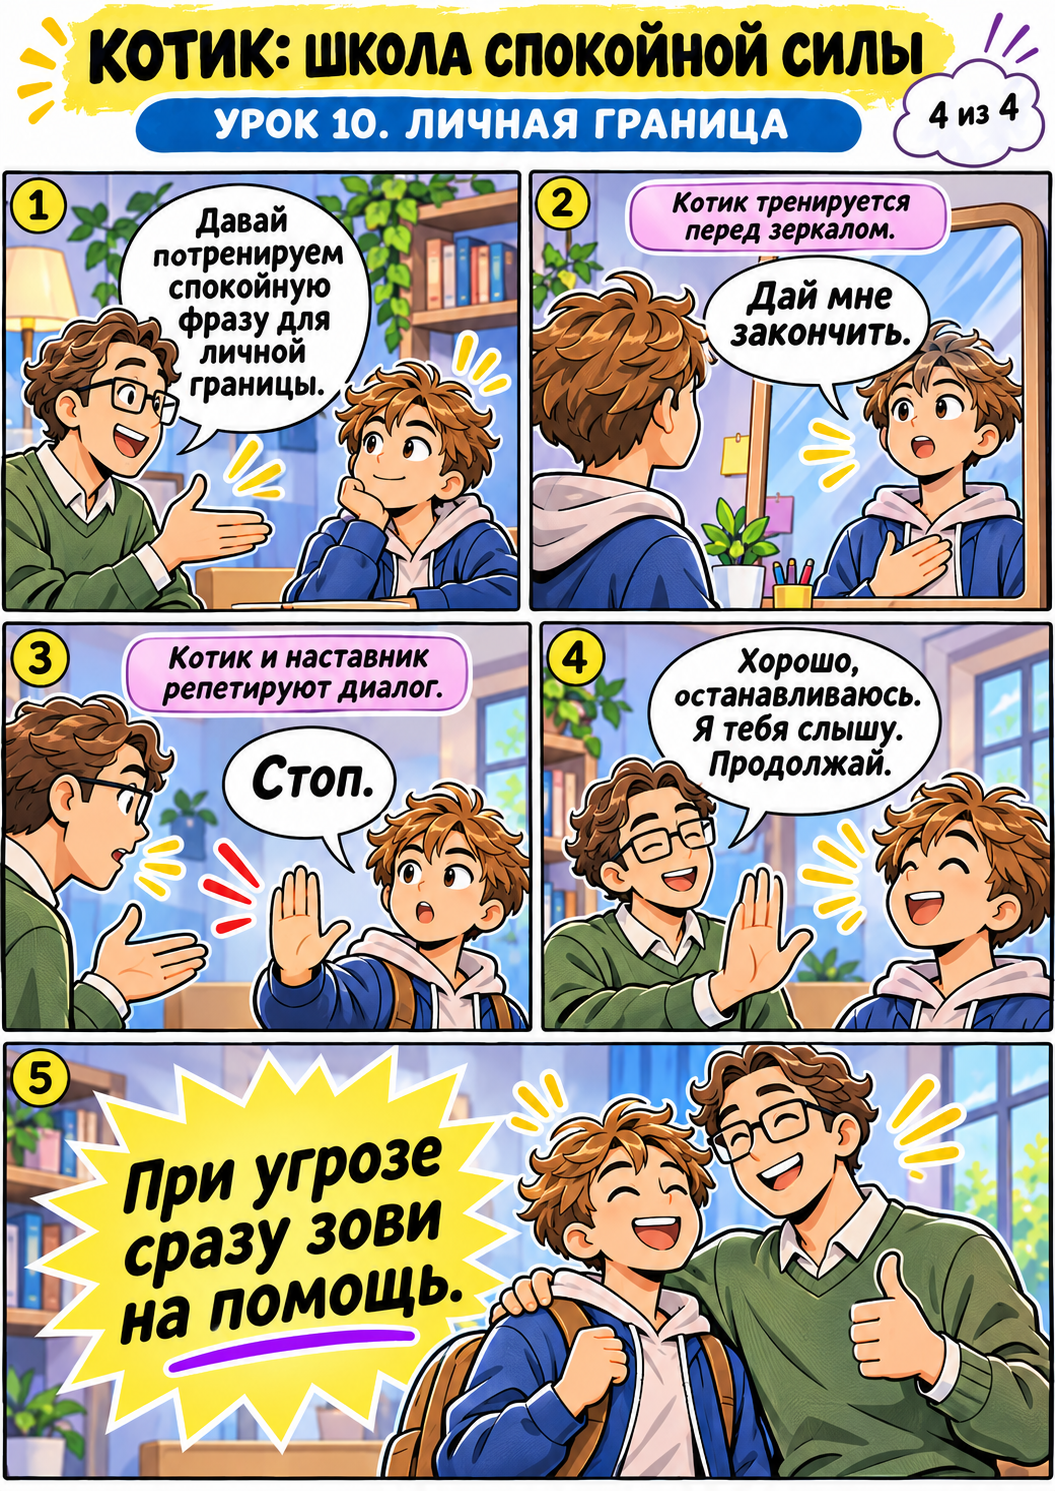 КОТИК: ШКОЛА СПОКОЙНОЙ СИЛЫ
УРОК 10. ЛИЧНАЯ ГРАНИЦА
4 из 4
1
Давай
потренируем
спокойную
фразу для
личной
границы.
2
Котик тренируется
перед зеркалом.
Дай мне
закончить.
3
Котик и наставник
репетируют диалог.
Стоп.
4
Хорошо,
останавливаюсь.
Я тебя слышу.
Продолжай.
5
При угрозе
сразу зови
на помощь.